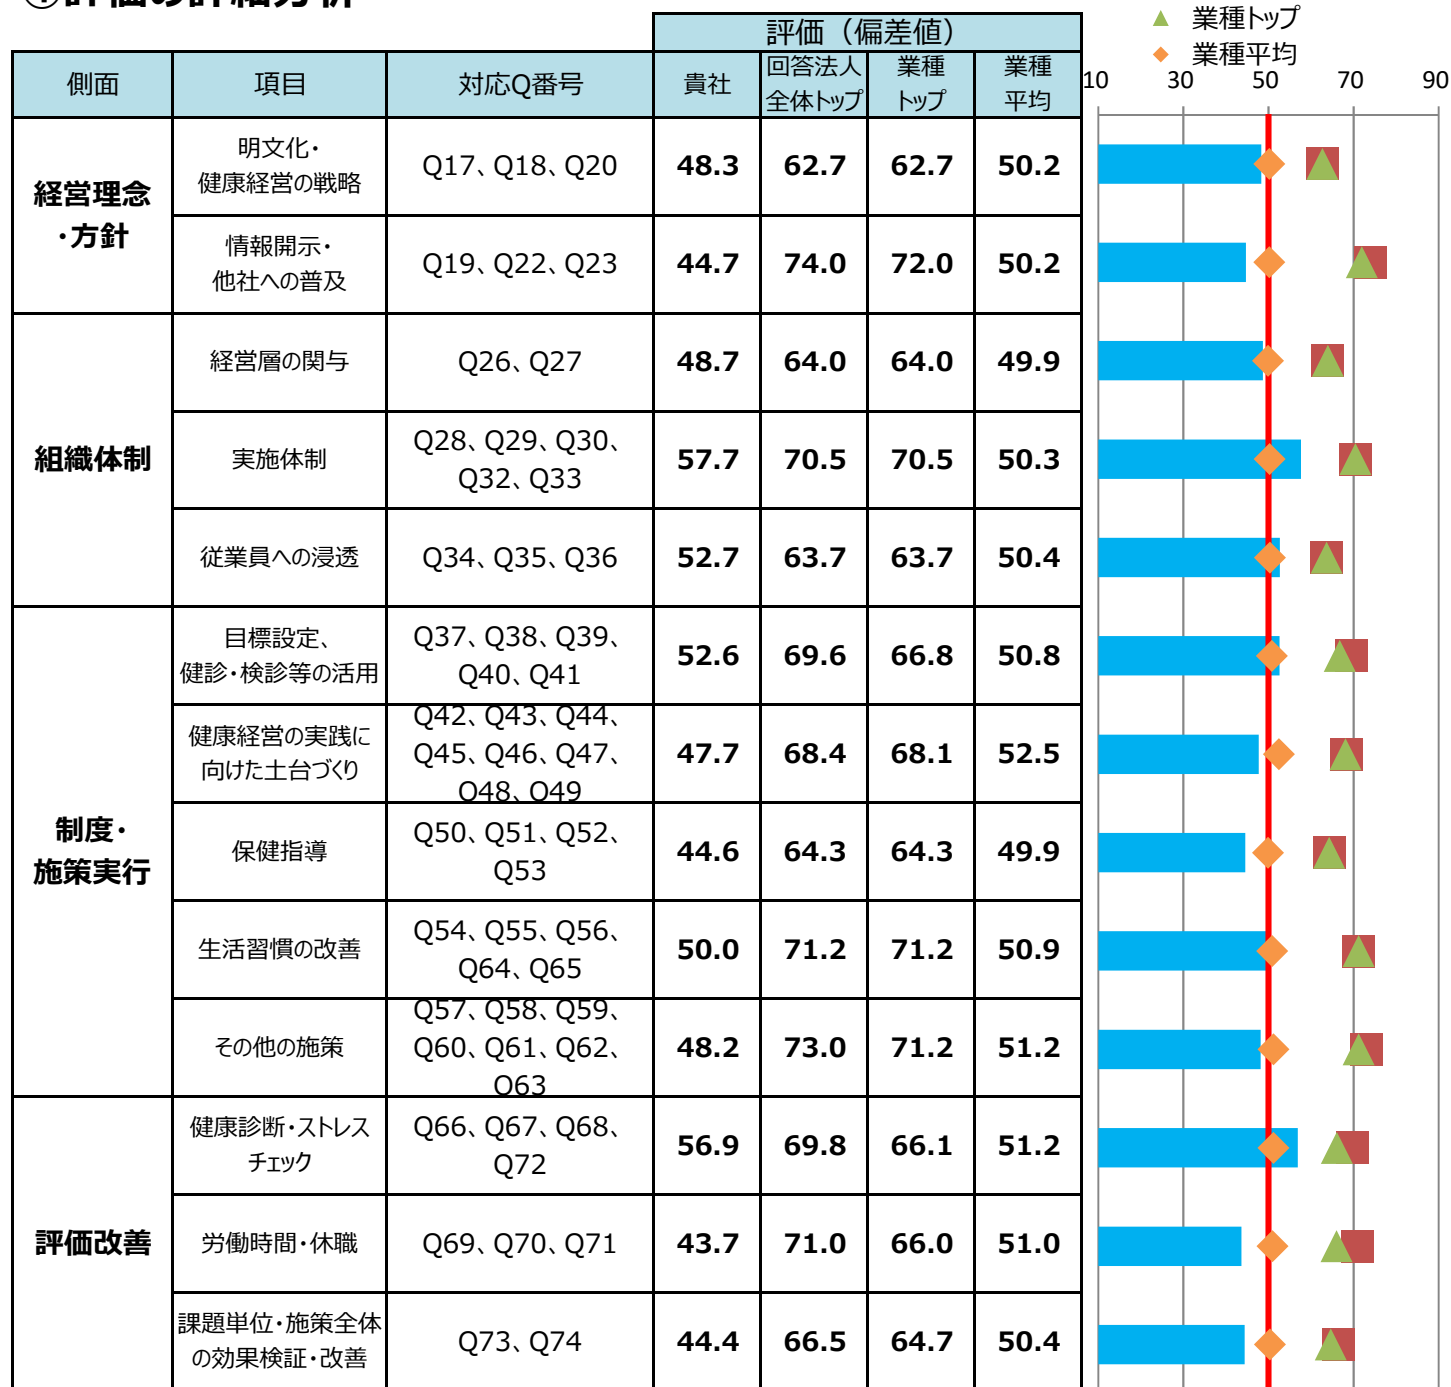 ①評価の詳細分析
業種トップ
業種平均
評価（偏差値）
側面 項目 対応Q番号 貴社 回答法人 業種 業種
全体トップ トップ 平均
10 30 50 70 90
経営理念
・方針
明文化・
健康経営の戦略
Q17、Q18、Q20
48.3 62.7 62.7 50.2
情報開示・
他社への普及
Q19、Q22、Q23
44.7 74.0 72.0 50.2
組織体制
経営層の関与
Q26、Q27
48.7 64.0 64.0 49.9
実施体制
Q28、Q29、Q30、
Q32、Q33
57.7 70.5 70.5 50.3
従業員への浸透
Q34、Q35、Q36
52.7 63.7 63.7 50.4
制度・
施策実行
目標設定、
健診・検診等の活用
Q37、Q38、Q39、
Q40、Q41
52.6 69.6 66.8 50.8
健康経営の実践に
向けた土台づくり
Q42、Q43、Q44、
Q45、Q46、Q47、
Q48、Q49
47.7 68.4 68.1 52.5
保健指導
Q50、Q51、Q52、
Q53
44.6 64.3 64.3 49.9
生活習慣の改善
Q54、Q55、Q56、
Q64、Q65
50.0 71.2 71.2 50.9
その他の施策
Q57、Q58、Q59、
Q60、Q61、Q62、
Q63
48.2 73.0 71.2 51.2
評価改善
健康診断・ストレス
チェック
Q66、Q67、Q68、
Q72
56.9 69.8 66.1 51.2
労働時間・休職
Q69、Q70、Q71
43.7 71.0 66.0 51.0
課題単位・施策全体
の効果検証・改善
Q73、Q74
44.4 66.5 64.7 50.4